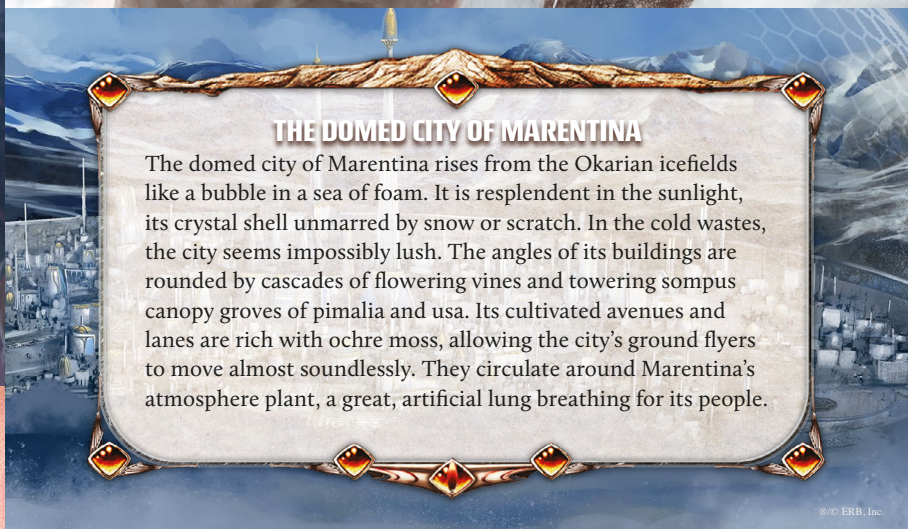 THE DOMED CITY OF MARENTINA
The domed city of Marentina rises from the Okarian icefields
like a bubble in a sea of foam. It is resplendent in the sunlight,
its crystal shell unmarred by snow or scratch. In the cold wastes,
the city seems impossibly lush. The angles of its buildings are
rounded by cascades of flowering vines and towering sompus
canopy groves of pimalia and usa. Its cultivated avenues and
lanes are rich with ochre moss, allowing the city’s ground flyers
to move almost soundlessly. They circulate around Marentina’s
atmosphere plant, a great, artificial lung breathing for its people.
®/© ERB, Inc.